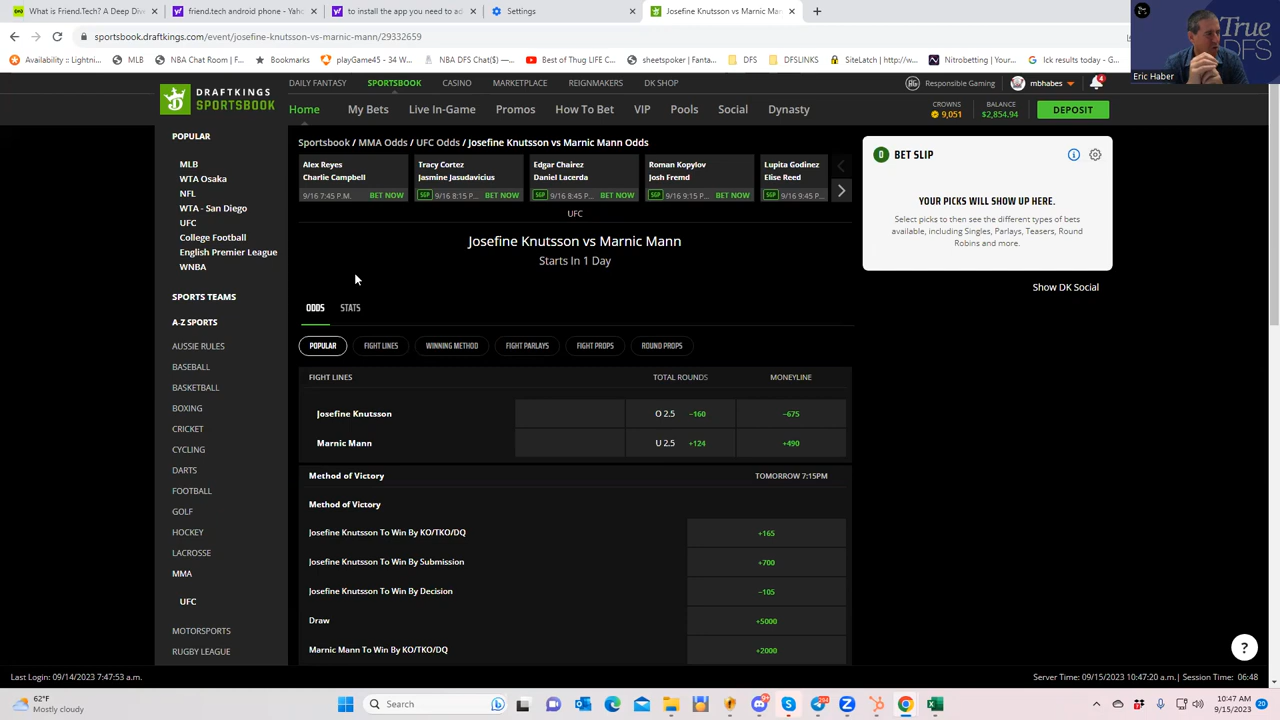 What is Friend.Tech? A Deep Div
friend.tech android phone - Yaho
to install the app you need to ad
Settings
Josefine Knutsson vs Marnic Man
sportsbook.draftkings.com/event/josefine-knutsson-vs-marnic-mann/29332659
Availability :: Lightni...
MLB
NBA Chat Room | F...
Bookmarks
playGame45 - 34 W...
NBA DFS Chat($) —...
Best of Thug LIFE C...
sheetspoker | Fanta...
DFS
DFSLINKS
SiteLatch | http://w...
Nitrobetting | Your...
lck results today - G...
True
DFS
Eric Haber
DRAFTKINGS
SPORTSBOOK
DAILY FANTASY SPORTSBOOK CASINO MARKETPLACE REIGNMAKERS DK SHOP
Responsible Gaming mbhabes 4
Home My Bets Live In-Game Promos How To Bet VIP Pools Social Dynasty
CROWNS 9,051
BALANCE $2,854.94
DEPOSIT
POPULAR
MLB
WTA Osaka
NFL
WTA - San Diego
UFC
College Football
English Premier League
WNBA
SPORTS TEAMS
A-Z SPORTS
AUSSIE RULES
BASEBALL
BASKETBALL
BOXING
CRICKET
CYCLING
DARTS
FOOTBALL
GOLF
HOCKEY
LACROSSE
MMA
UFC
MOTORSPORTS
RUGBY LEAGUE
Sportsbook / MMA Odds / UFC Odds / Josefine Knutsson vs Marnic Mann Odds
Alex Reyes
Charlie Campbell
9/16 7:45 P.M. BET NOW
Tracy Cortez
Jasmine Jasudavicius
SGP 9/16 8:15 P... BET NOW
Edgar Chairez
Daniel Lacerda
SGP 9/16 8:45 P... BET NOW
Roman Kopylov
Josh Fremd
SGP 9/16 9:15 P... BET NOW
Lupita Godinez
Elise Reed
SGP 9/16 9:45 P
UFC
Josefine Knutsson vs Marnic Mann
Starts In 1 Day
ODDS STATS
POPULAR FIGHT LINES WINNING METHOD FIGHT PARLAYS FIGHT PROPS ROUND PROPS
FIGHT LINES TOTAL ROUNDS MONEYLINE
Josefine Knutsson O 2.5 −160 −675
Marnic Mann U 2.5 +124 +490
Method of Victory TOMORROW 7:15PM
Method of Victory
Josefine Knutsson To Win By KO/TKO/DQ +165
Josefine Knutsson To Win By Submission +700
Josefine Knutsson To Win By Decision −105
Draw +5000
Marnic Mann To Win By KO/TKO/DQ +2000
0 BET SLIP
YOUR PICKS WILL SHOW UP HERE.
Select picks to then see the different types of bets
available, including Singles, Parlays, Teasers, Round
Robins and more.
Show DK Social
?
Last Login: 09/14/2023 7:47:53 a.m.
Server Time: 09/15/2023 10:47:20 a.m. | Session Time: 06:48
62°F
Mostly cloudy
Search
10:47 AM
9/15/2023
20